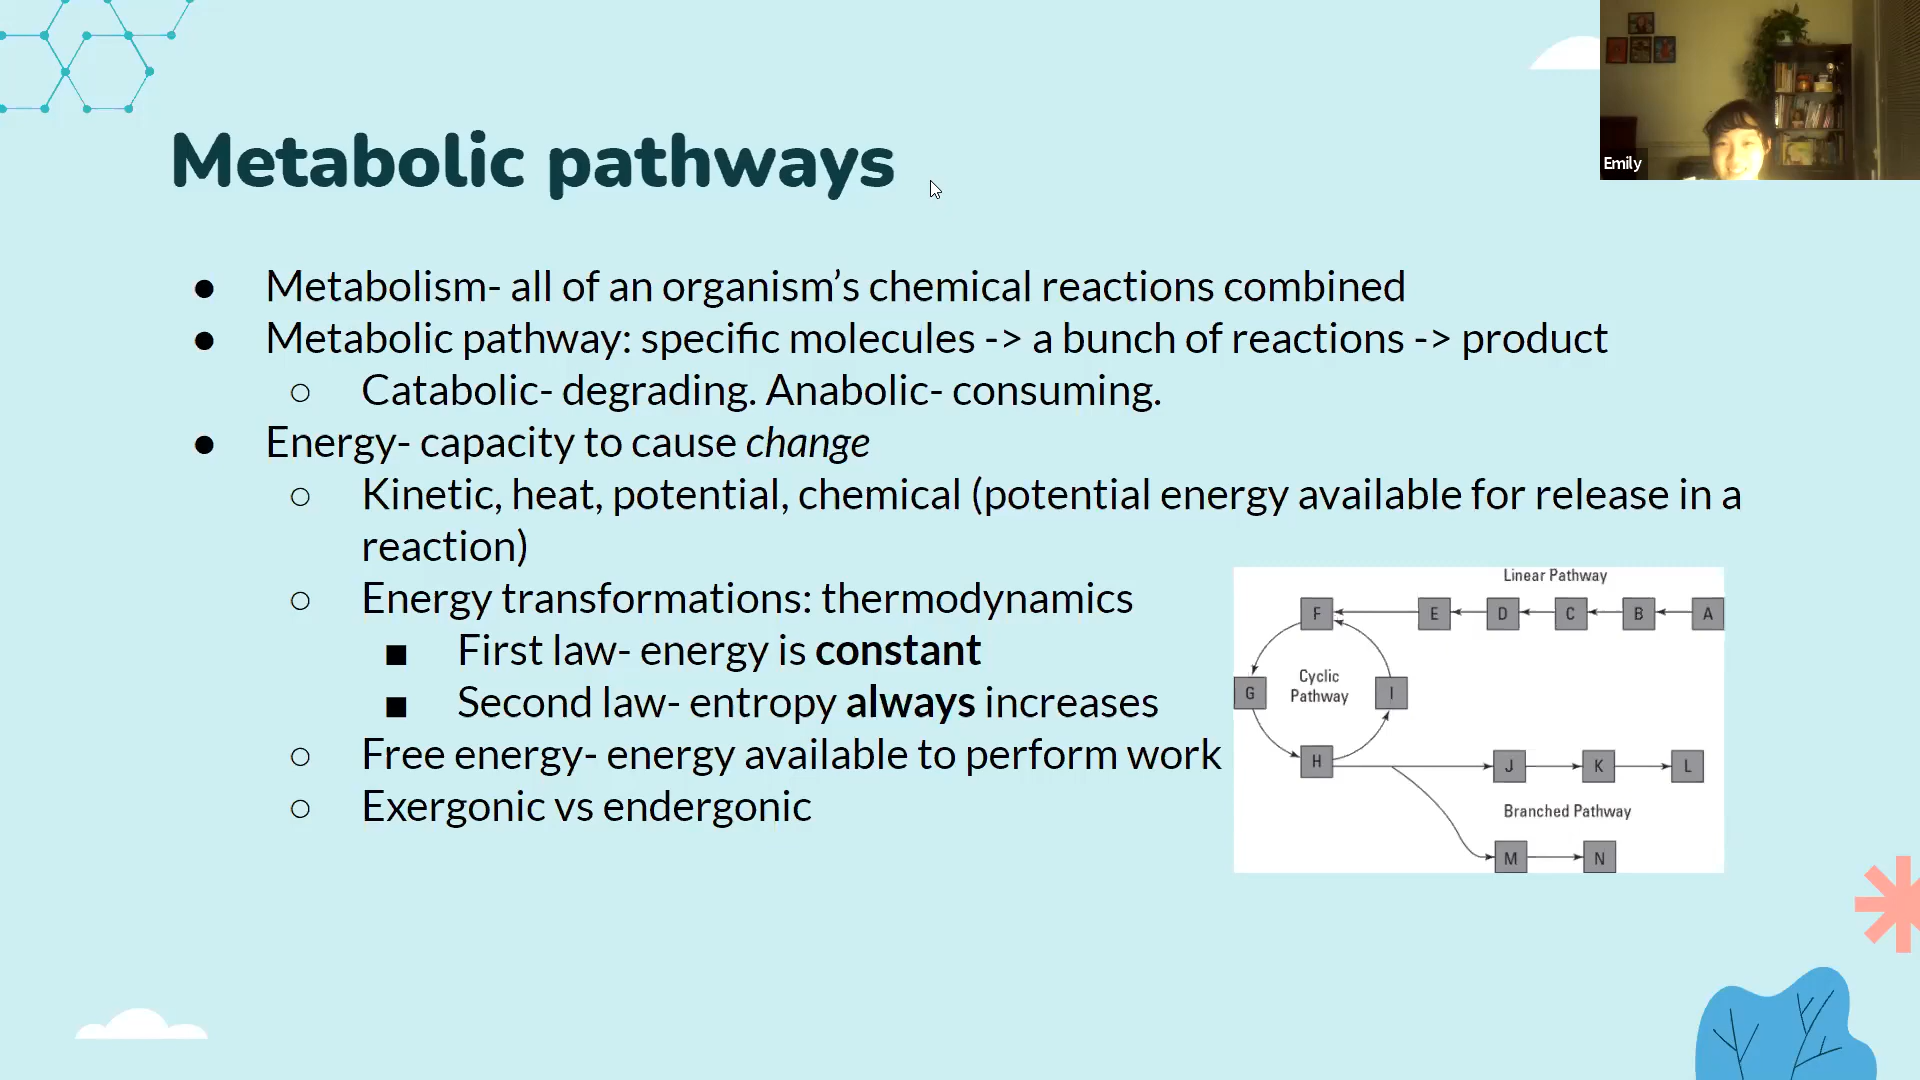 Metabolic pathways
Emily
● Metabolism- all of an organism’s chemical reactions combined
● Metabolic pathway: specific molecules -> a bunch of reactions -> product
○ Catabolic- degrading. Anabolic- consuming.
● Energy- capacity to cause change
○ Kinetic, heat, potential, chemical (potential energy available for release in a
reaction)
○ Energy transformations: thermodynamics
■ First law- energy is constant
■ Second law- entropy always increases
○ Free energy- energy available to perform work
○ Exergonic vs endergonic
Linear Pathway
F E D C B A
Cyclic
Pathway
G I
H J K L
Branched Pathway
M N